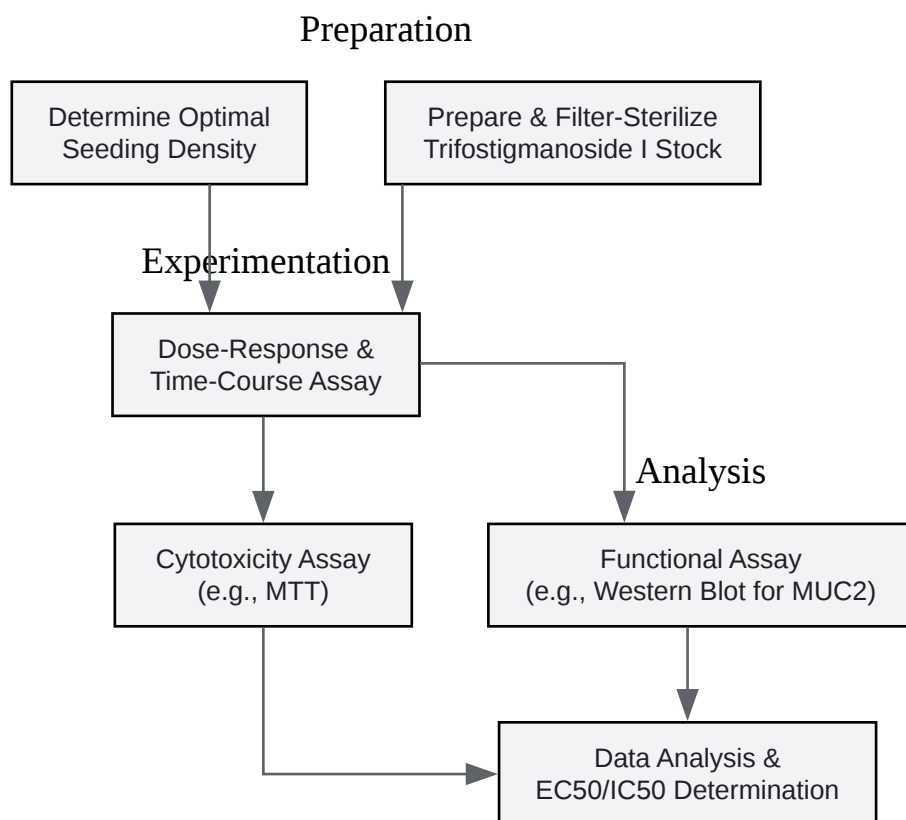 Preparation
Determine Optimal
Seeding Density
Prepare & Filter-Sterilize
Trifostigmanoside I Stock
Experimentation
Dose-Response &
Time-Course Assay
Analysis
Cytotoxicity Assay
(e.g., MTT)
Functional Assay
(e.g., Western Blot for MUC2)
Data Analysis &
EC50/IC50 Determination